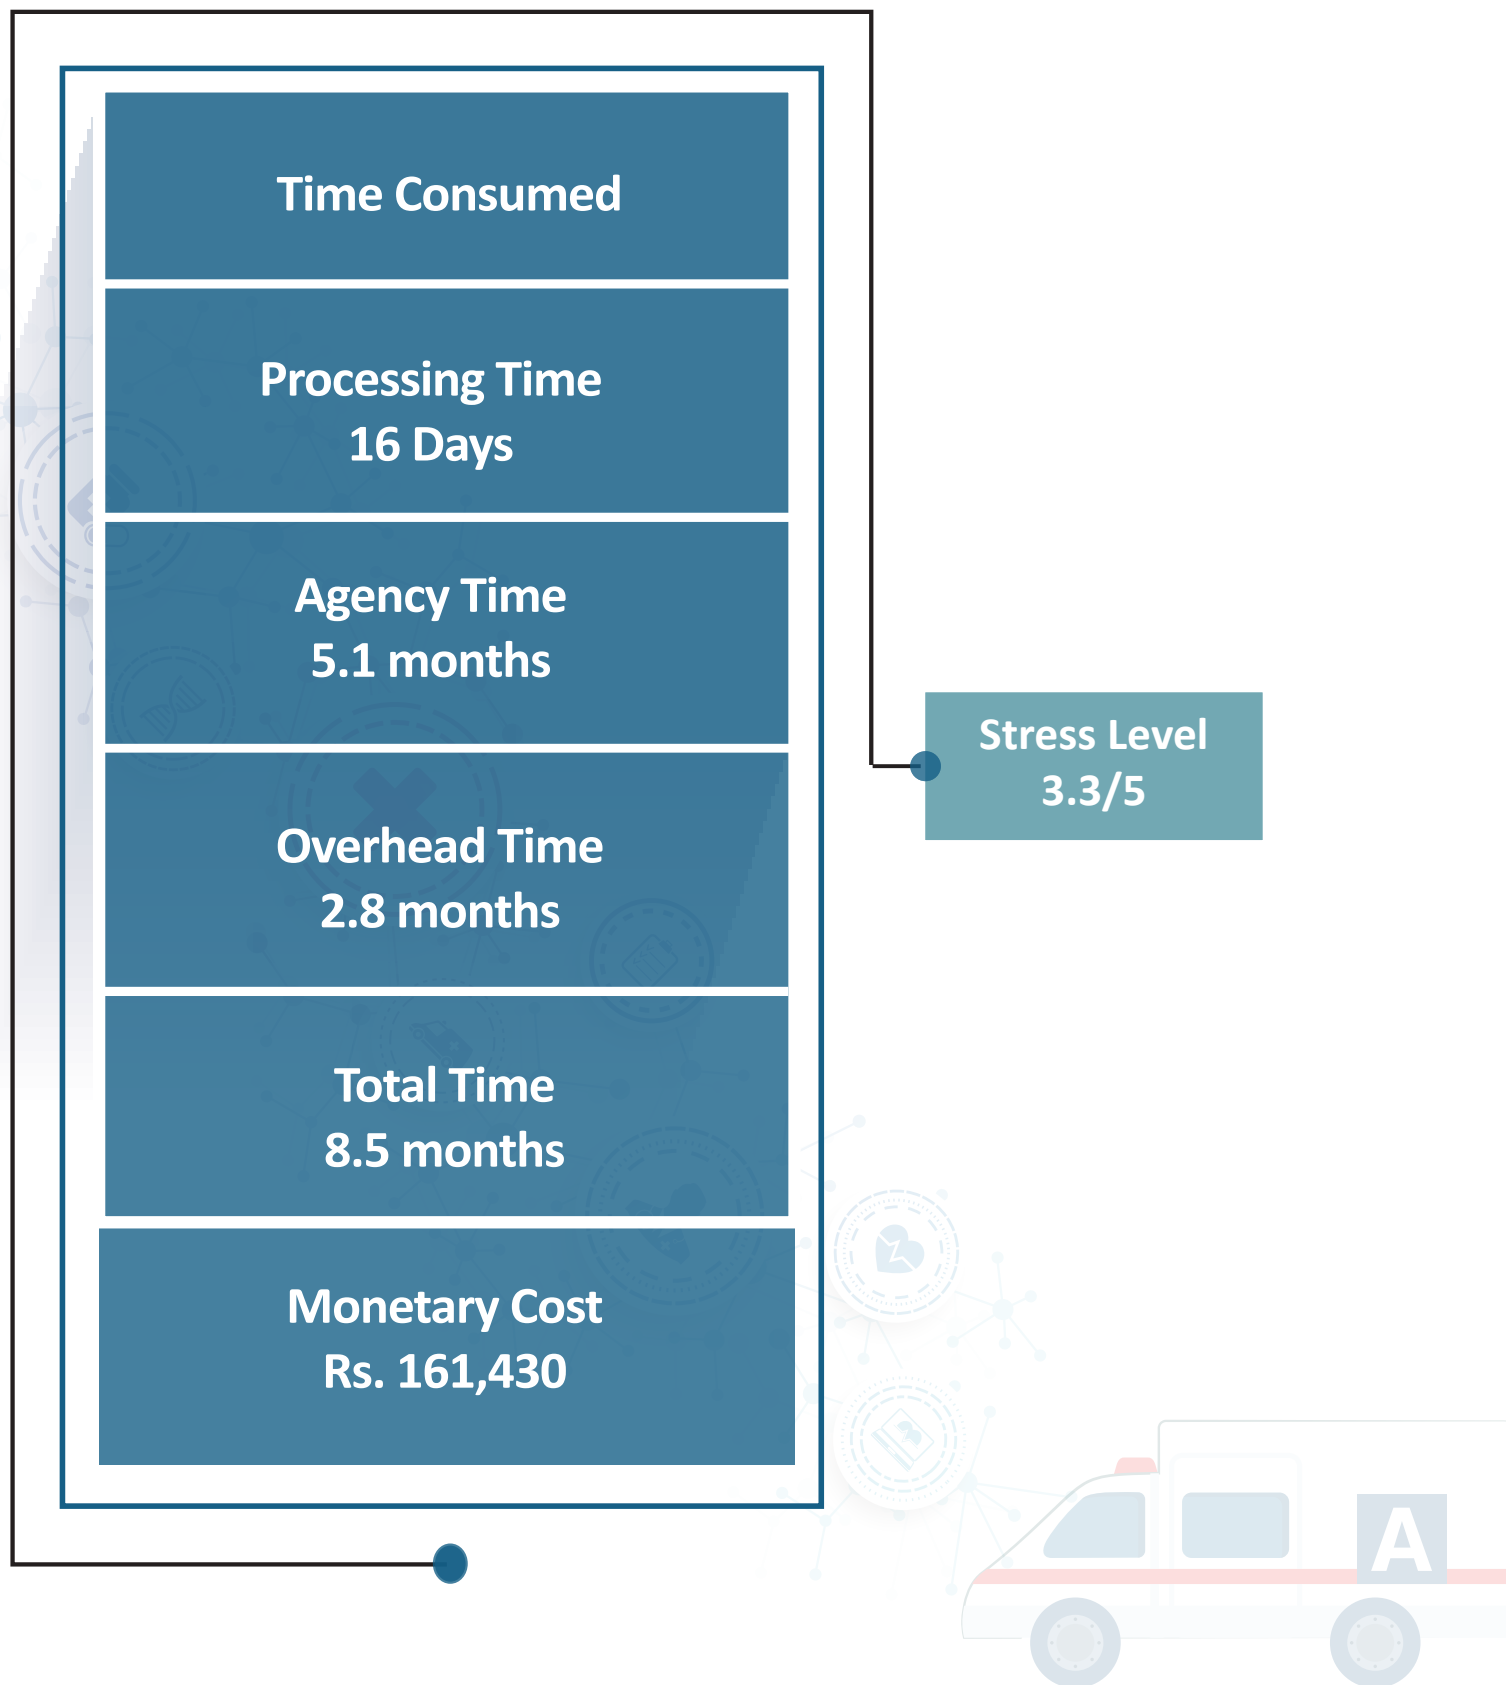 Time Consumed
Processing Time
16 Days
Agency Time
5.1 months
Overhead Time
2.8 months
Total Time
8.5 months
Monetary Cost
Rs. 161,430
Stress Level
3.3/5
A